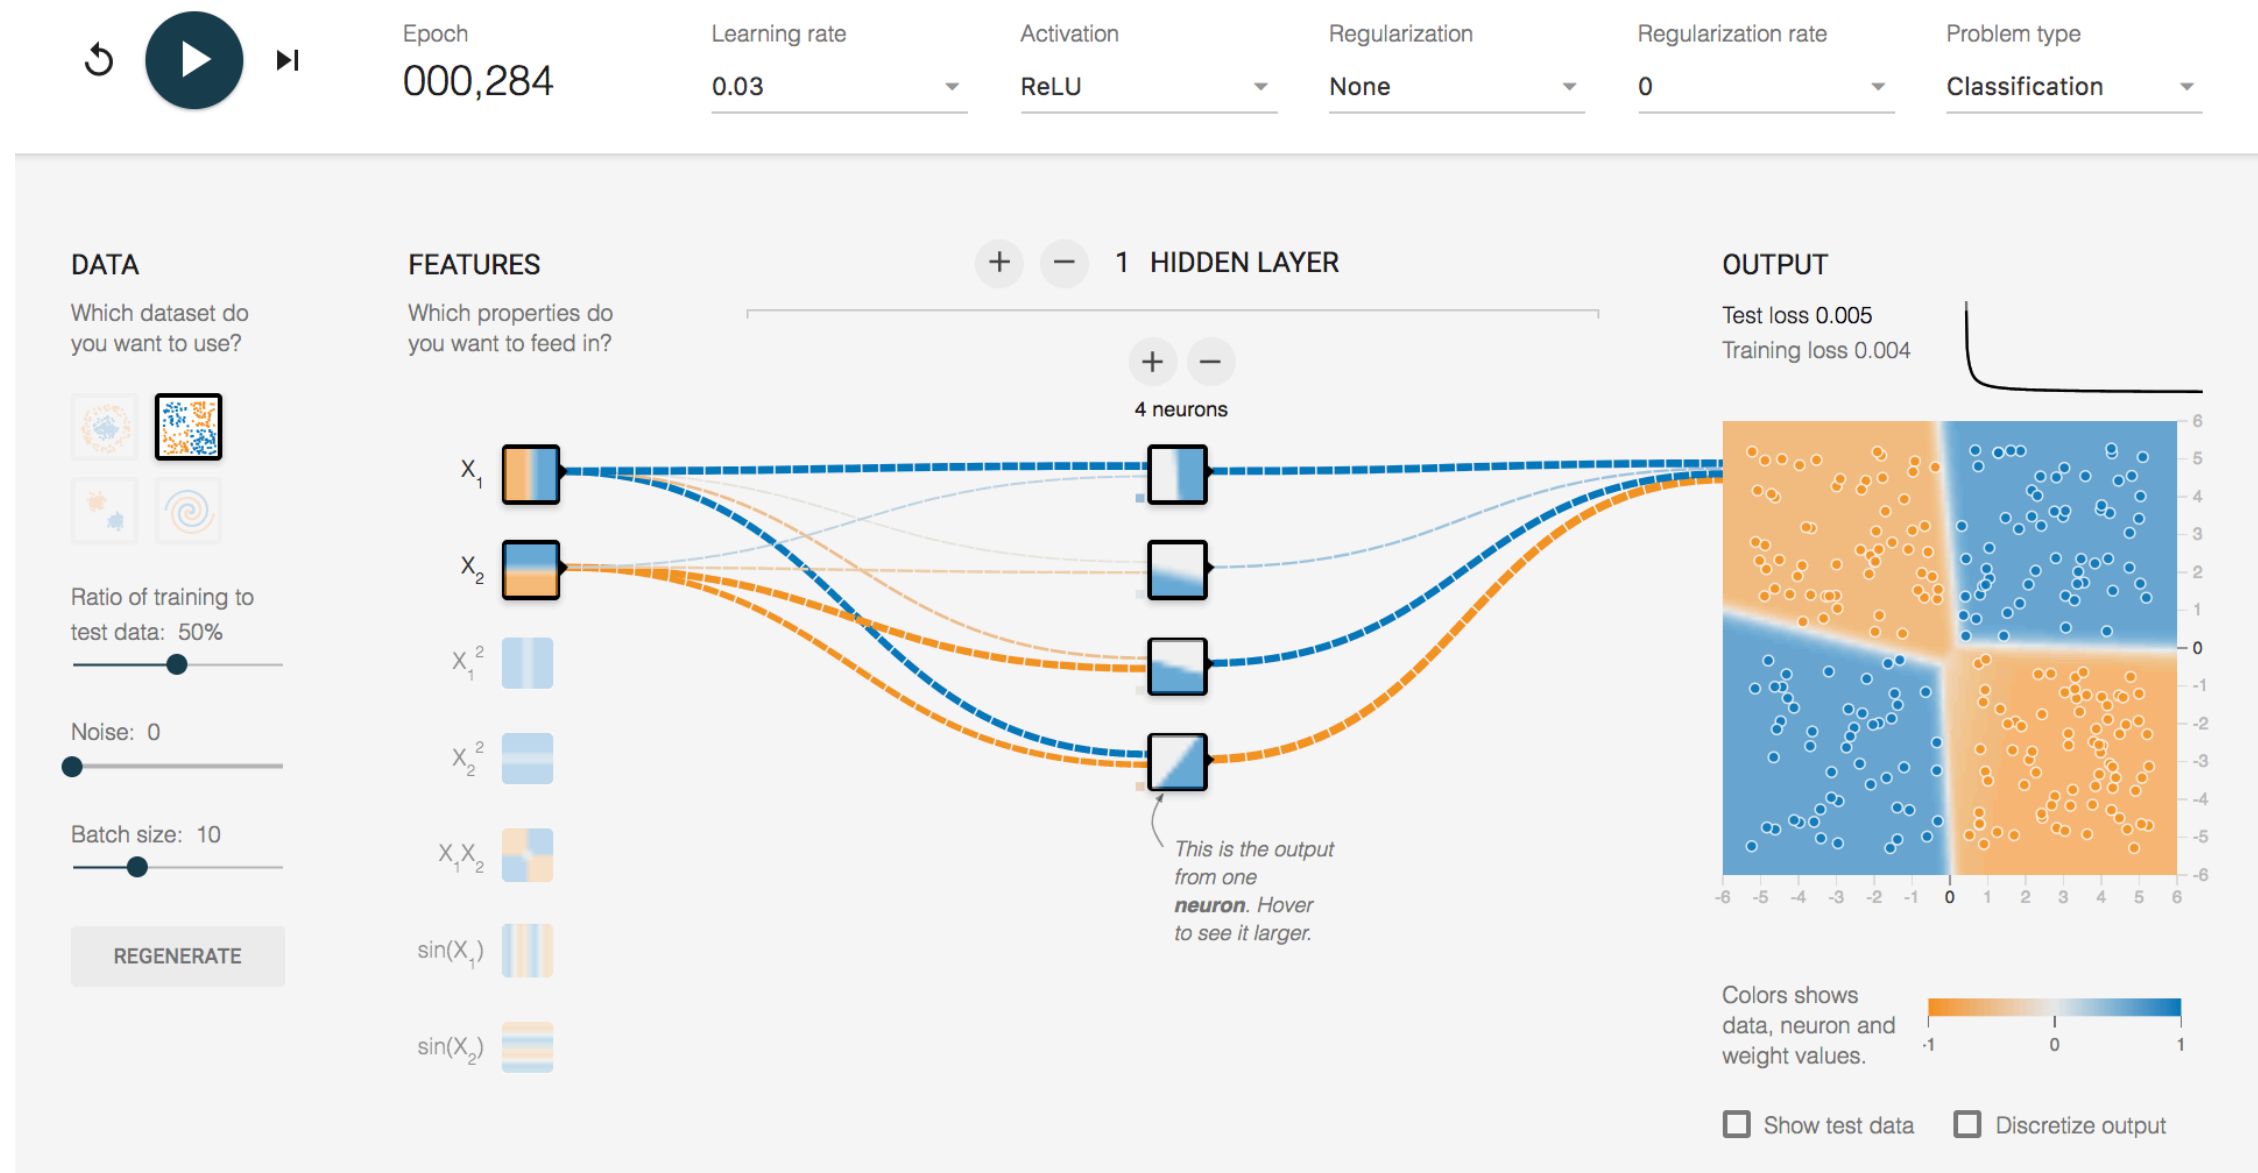 Epoch
000,284
Learning rate
0.03
Activation
ReLU
Regularization
None
Regularization rate
0
Problem type
Classification
DATA
Which dataset do
you want to use?
Ratio of training to
test data: 50%
Noise: 0
Batch size: 10
REGENERATE
FEATURES
Which properties do
you want to feed in?
X1
X2
X1²
X2²
X1X2
sin(X1)
sin(X2)
+ − 1 HIDDEN LAYER
+ −
4 neurons
This is the output
from one
neuron. Hover
to see it larger.
OUTPUT
Test loss 0.005
Training loss 0.004
6
5
4
3
2
1
0
-1
-2
-3
-4
-5
-6
-6 -5 -4 -3 -2 -1 0 1 2 3 4 5 6
Colors shows
data, neuron and
weight values.
-1 0 1
Show test data
Discretize output